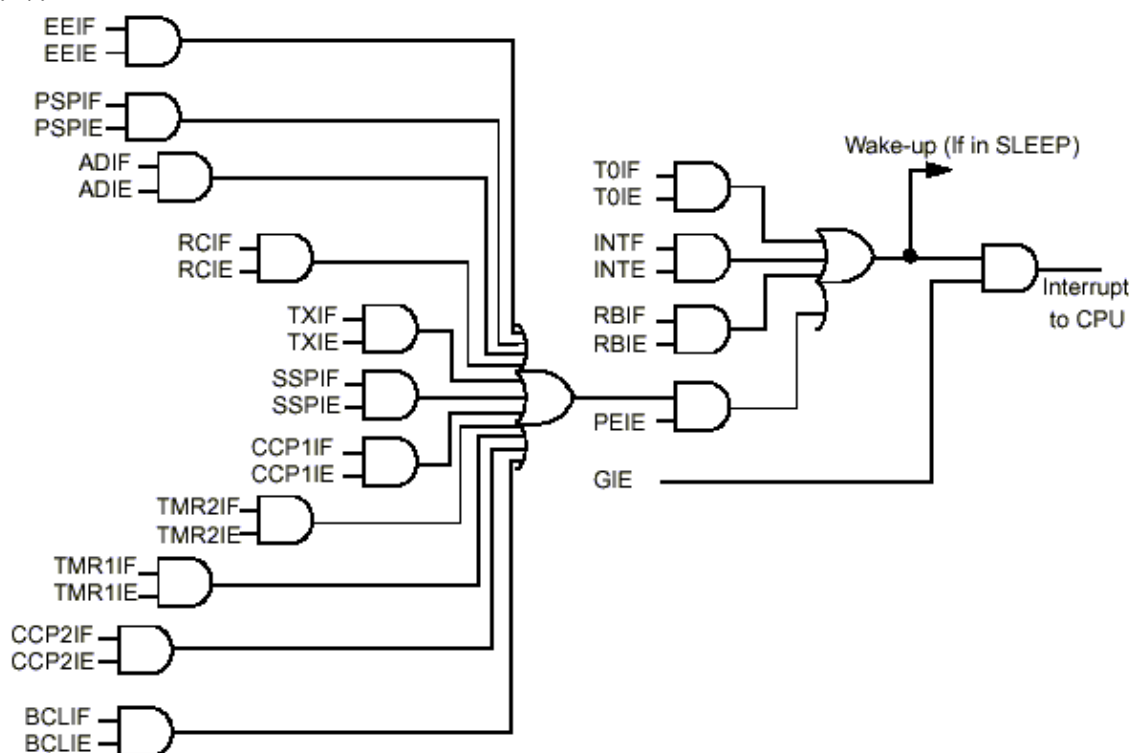 EEIF
EEIE
PSPIF
PSPIE
ADIF
ADIE
RCIF
RCIE
TXIF
TXIE
SSPIF
SSPIE
CCP1IF
CCP1IE
TMR2IF
TMR2IE
TMR1IF
TMR1IE
CCP2IF
CCP2IE
BCLIF
BCLIE
T0IF
T0IE
INTF
INTE
RBIF
RBIE
PEIE
GIE
Wake-up (If in SLEEP)
Interrupt
to CPU